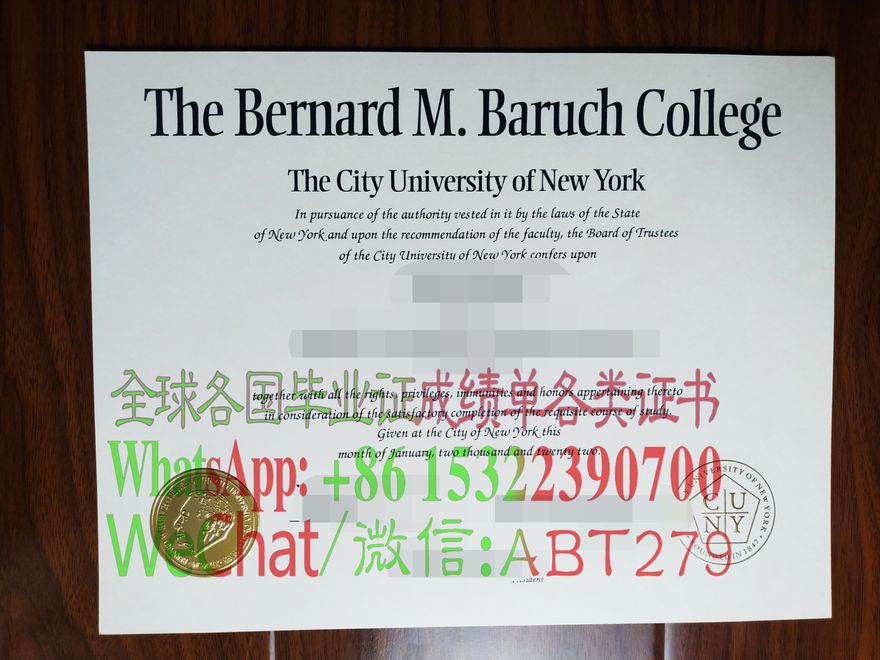 The Bernard M. Baruch College
The City University of New York
In pursuance of the authority vested in it by the laws of the State
of New York and upon the recommendation of the faculty, the Board of Trustees
of the City University of New York confers upon
全球各国毕业证成绩单各类证书
together with all the rights, privileges, immunities and honors appertaining thereto
in consideration of the satisfactory completion of the requisite course of study.
Given at the City of New York this
month of January, two thousand and twenty two.
WhatsApp: +86 15322390700
WeChat/微信:ABT279
UNIVERSITY OF NEW YORK
CU
NY
FOUNDED IN 1847